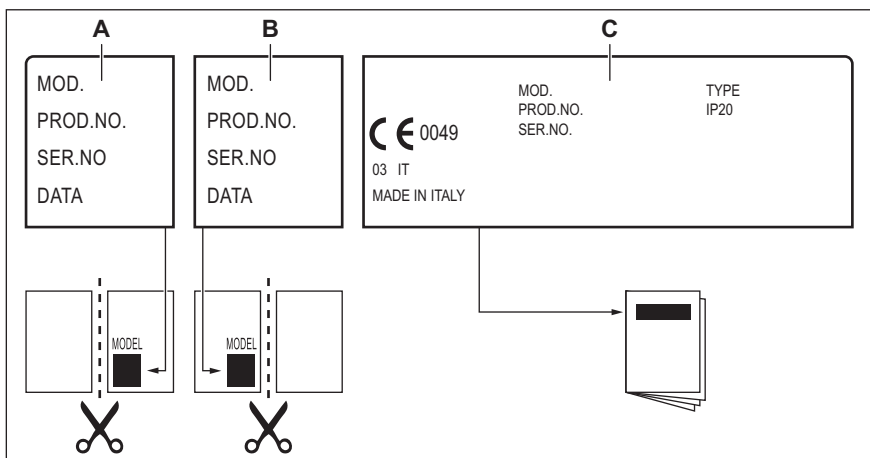 A
B
C
MOD.
PROD.NO.
SER.NO
DATA
MOD.
PROD.NO.
SER.NO
DATA
MOD.
PROD.NO.
SER.NO.
TYPE
IP20
CE 0049
03 IT
MADE IN ITALY
MODEL
MODEL